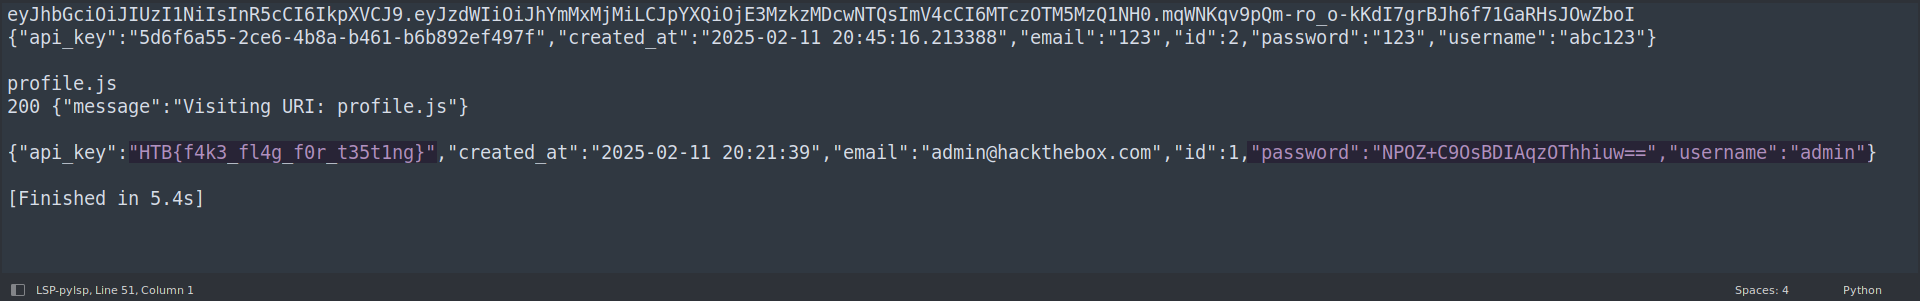 eyJhbGciOiJIUzI1NiIsInR5cCI6IkpXVCJ9.eyJzdWIiOiJhYmMxMjMiLCJpYXQiOjE3MzkzMDcwNTQsImV4cCI6MTczOTM5MzQ1NH0.mqWNKqv9pQm-ro_o-kKdI7grBJh6f71GaRHsJOwZboI
{"api_key":"5d6f6a55-2ce6-4b8a-b461-b6b892ef497f","created_at":"2025-02-11 20:45:16.213388","email":"123","id":2,"password":"123","username":"abc123"}
profile.js
200 {"message":"Visiting URI: profile.js"}
{"api_key":"HTB{f4k3_fl4g_f0r_t35t1ng}","created_at":"2025-02-11 20:21:39","email":"admin@hackthebox.com","id":1,"password":"NPOZ+C9OsBDIAqzOThhiuw==","username":"admin"}
[Finished in 5.4s]
LSP-pylsp, Line 51, Column 1
Spaces: 4
Python